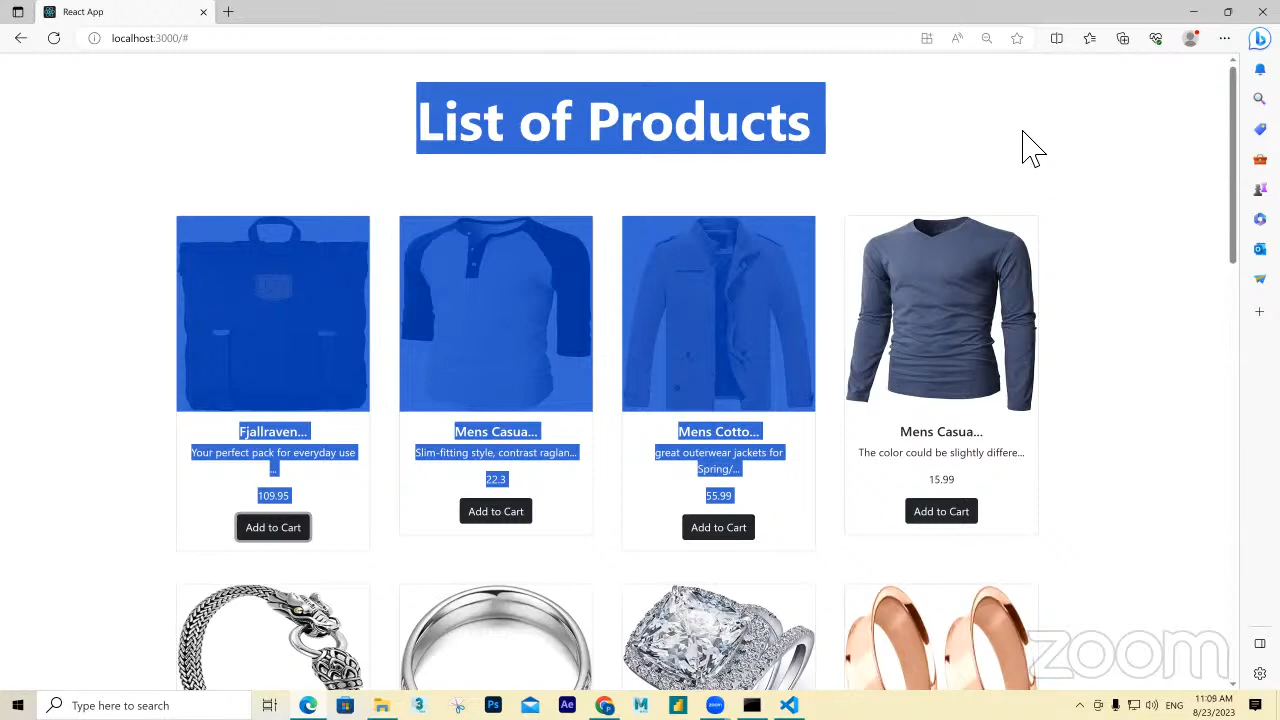 React App
localhost:3000/#
List of Products
Fjallraven...
Your perfect pack for everyday use
...
109.95
Add to Cart
Mens Casua...
Slim-fitting style, contrast raglan...
22.3
Add to Cart
Mens Cotto...
great outerwear jackets for
Spring/...
55.99
Add to Cart
Mens Casua...
The color could be slightly differe...
15.99
Add to Cart
zoom
Type here to search
Ps
Ae
zoom
11:09 AM
8/23/2023